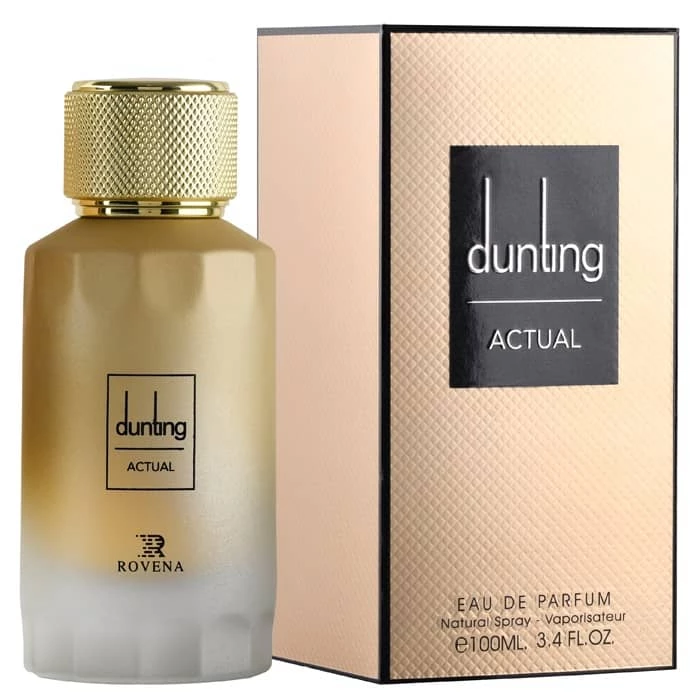 dunting
ACTUAL
ROVENA
dunting
ACTUAL
EAU DE PARFUM
Natural Spray - Vaporisateur
℮100ML. 3.4 FL.OZ.